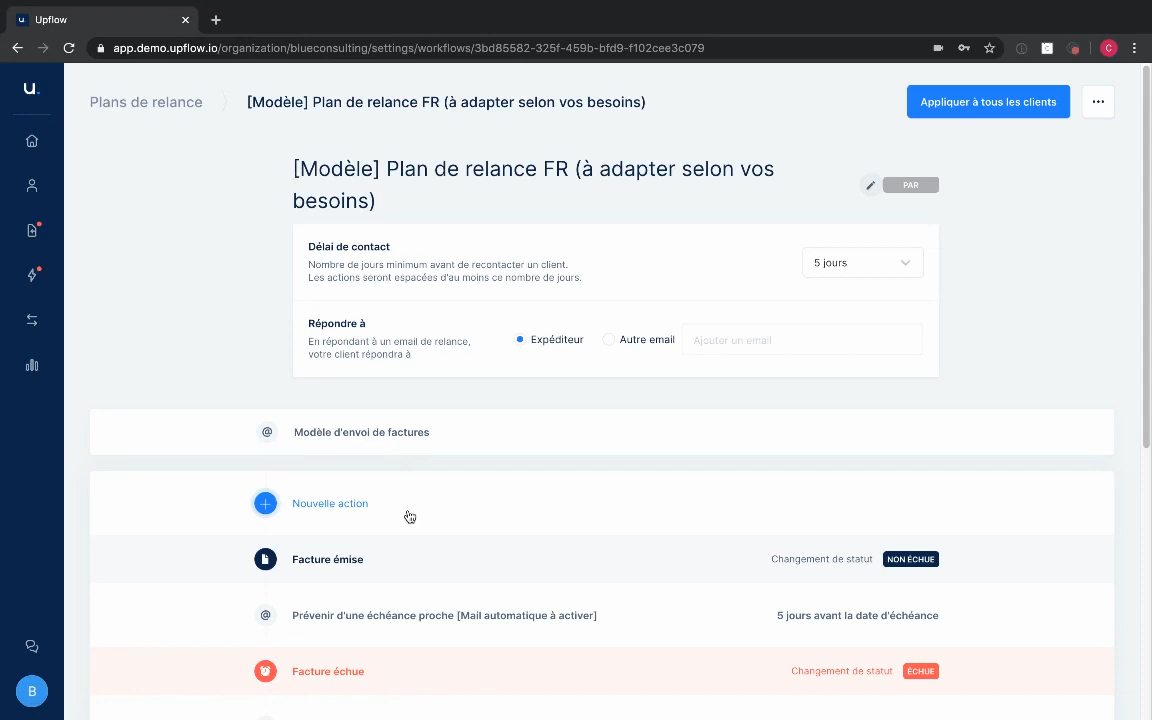 Upflow
app.demo.upflow.io/organization/blueconsulting/settings/workflows/3bd85582-325f-459b-bfd9-f102cee3c079
C
u.
Plans de relance
[Modèle] Plan de relance FR (à adapter selon vos besoins)
Appliquer à tous les clients
[Modèle] Plan de relance FR (à adapter selon vos
besoins)
PAR
Délai de contact
Nombre de jours minimum avant de recontacter un client.
Les actions seront espacées d'au moins ce nombre de jours.
5 jours
Répondre à
En répondant à un email de relance,
votre client répondra à
Expéditeur
Autre email
Ajouter un email
@ Modèle d'envoi de factures
Nouvelle action
Facture émise
Changement de statut NON ÉCHUE
@ Prévenir d'une échéance proche [Mail automatique à activer]
5 jours avant la date d'échéance
Facture échue
Changement de statut ÉCHUE
B